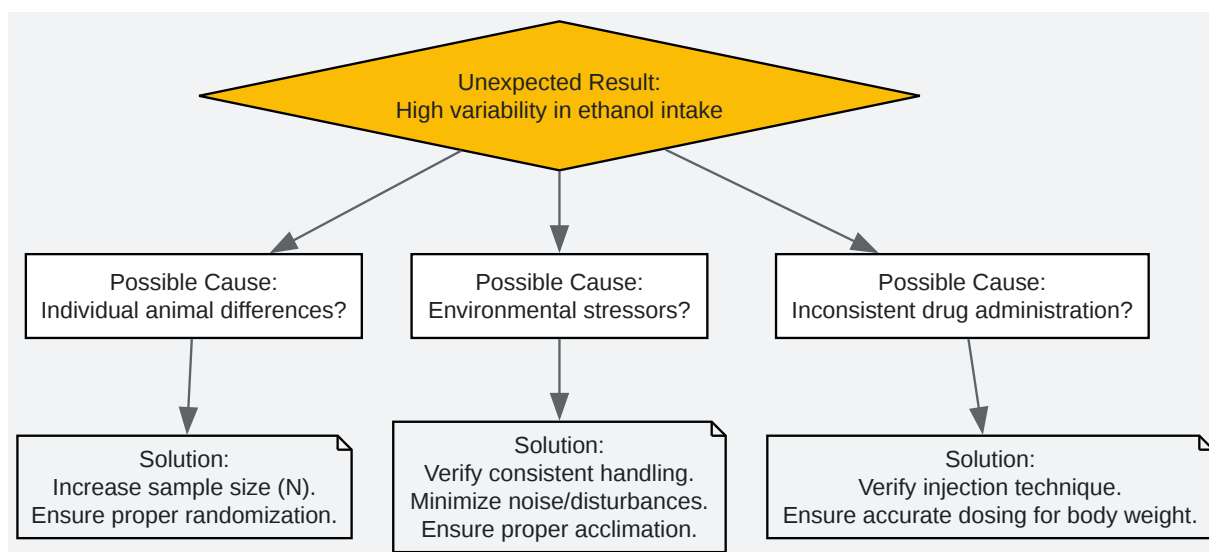 Unexpected Result:
High variability in ethanol intake
Possible Cause:
Individual animal differences?
Possible Cause:
Environmental stressors?
Possible Cause:
Inconsistent drug administration?
Solution:
Increase sample size (N).
Ensure proper randomization.
Solution:
Verify consistent handling.
Minimize noise/disturbances.
Ensure proper acclimation.
Solution:
Verify injection technique.
Ensure accurate dosing for body weight.